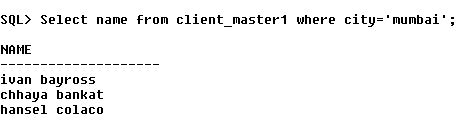 SQL> Select name from client_master1 where city='mumbai';
NAME
--------------------
ivan bayross
chhaya bankat
hansel colaco